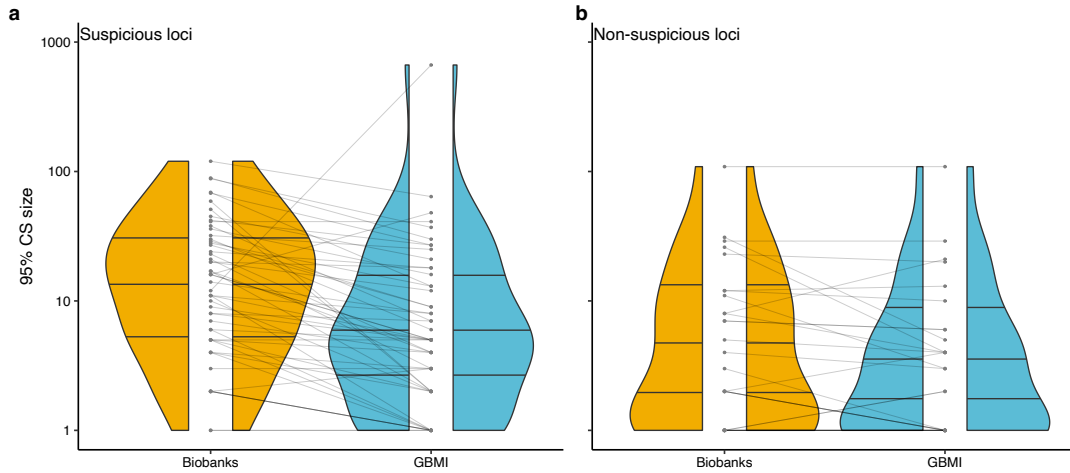 a
Suspicious loci
1000
100
10
1
95% CS size
Biobanks
GBMI
b
Non-suspicious loci
Biobanks
GBMI